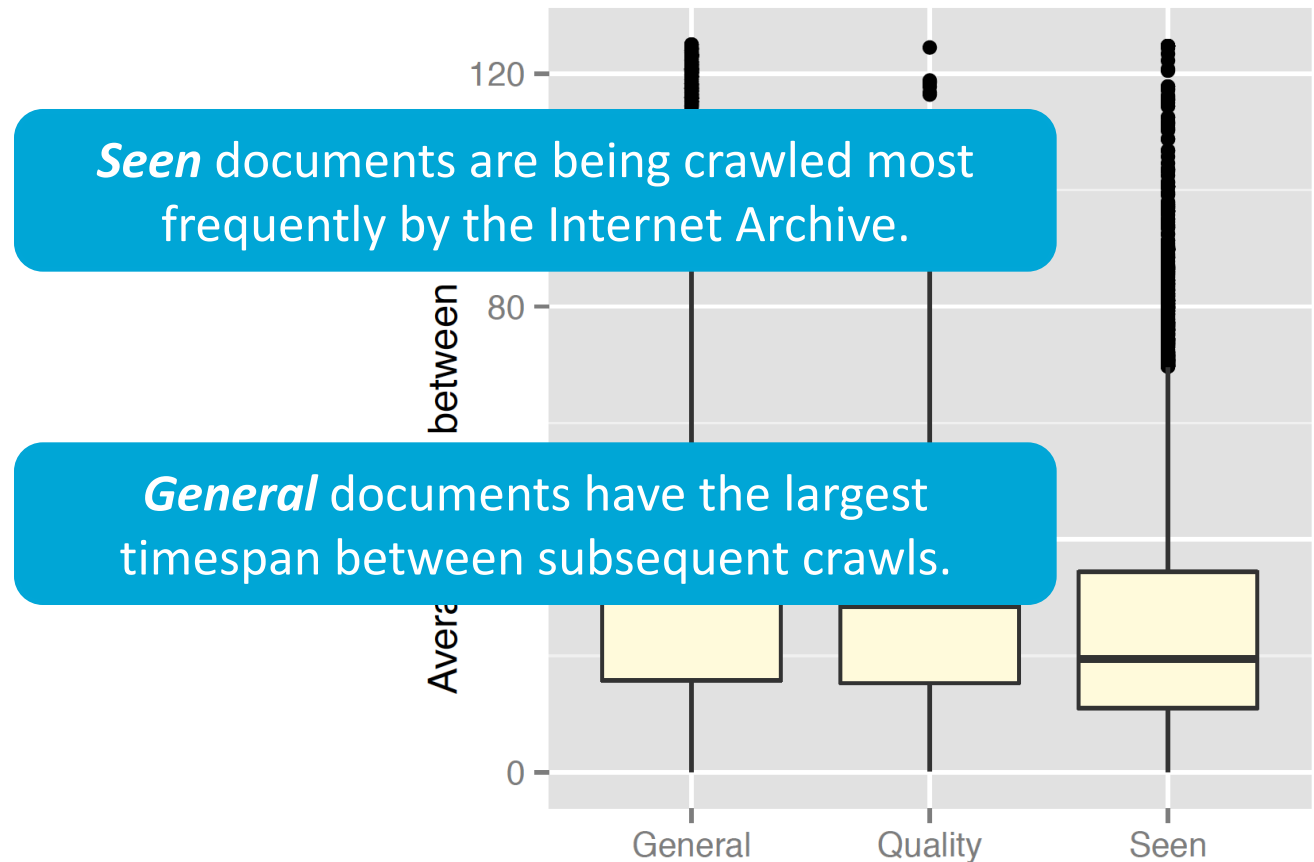 120
Seen documents are being crawled most
frequently by the Internet Archive.
80
between
General documents have the largest
timespan between subsequent crawls.
0
General Quality Seen